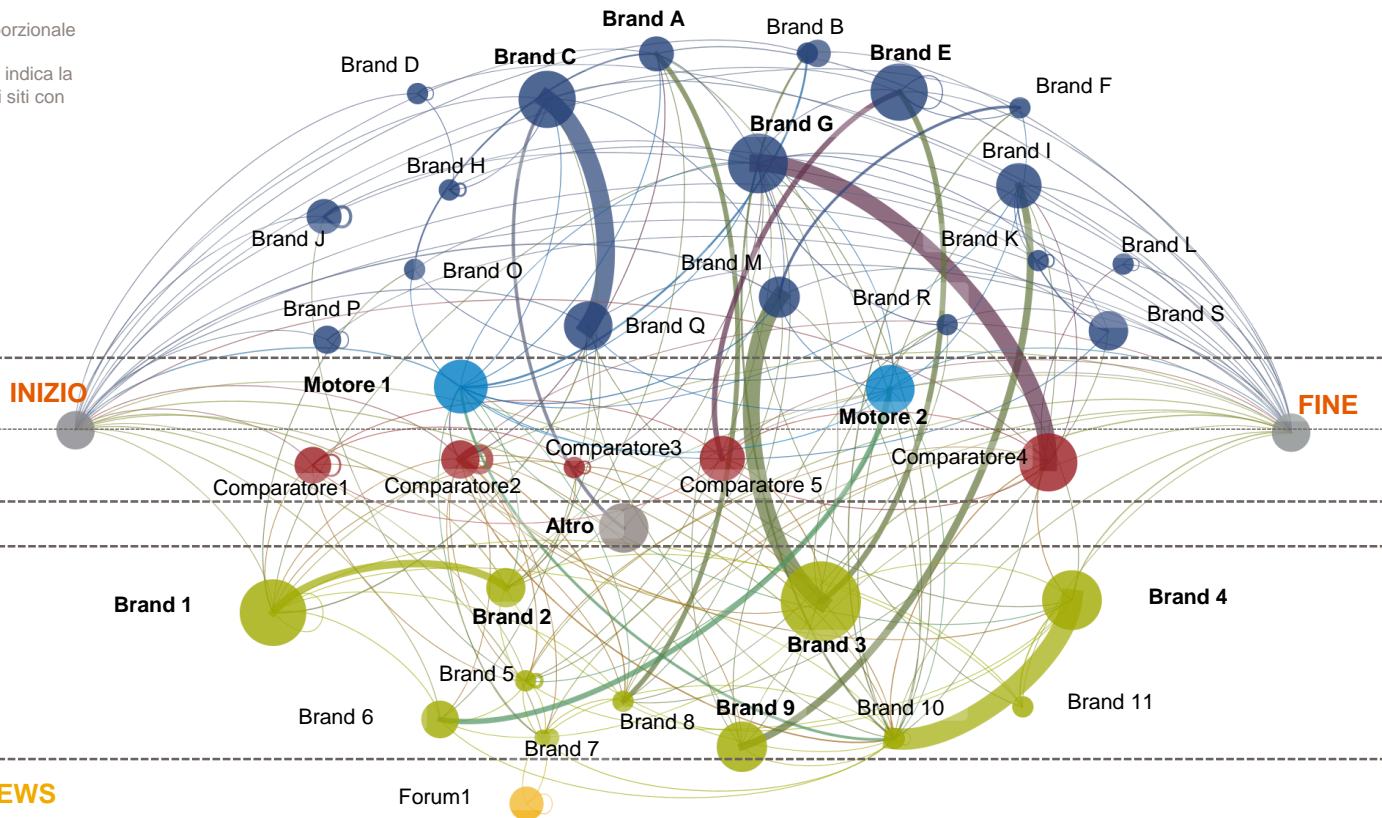 indica la
i siti con
Brand A
Brand B
Brand C
Brand E
Brand D
Brand F
Brand G
Brand H
Brand I
Brand J
Brand K
Brand L
Brand M
Brand O
Brand P
Brand R
Brand Q
Brand S
INIZIO
Motore 1
FINE
Motore 2
Comparatore3
Comparatore4
Comparatore1
Comparatore2
Comparatore 5
Altro
Brand 1
Brand 2
Brand 3
Brand 4
Brand 5
Brand 6
Brand 7
Brand 8
Brand 9
Brand 10
Brand 11
Forum1